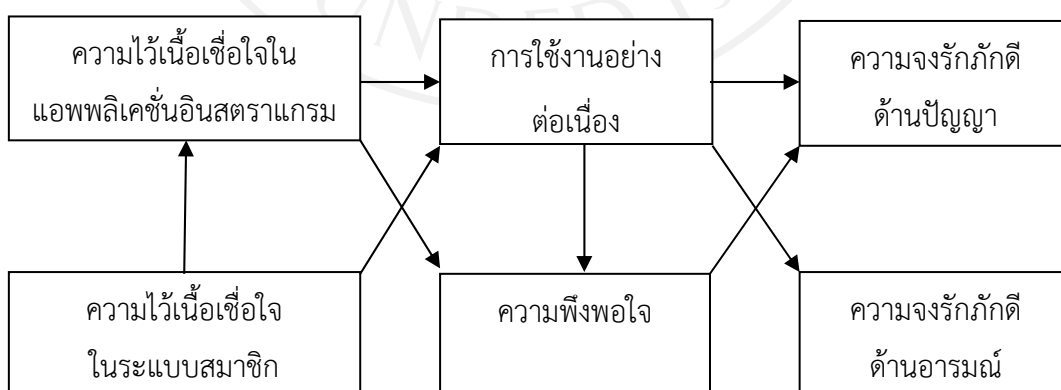 ความไว้เนื้อเชื่อใจใน
แอพพลิเคชั่นอินสตราแกรม
การใช้งานอย่าง
ต่อเนื่อง
ความจงรักภักดี
ด้านปัญญา
ความไว้เนื้อเชื่อใจ
ในระแบบสมาชิก
ความพึงพอใจ
ความจงรักภักดี
ด้านอารมณ์